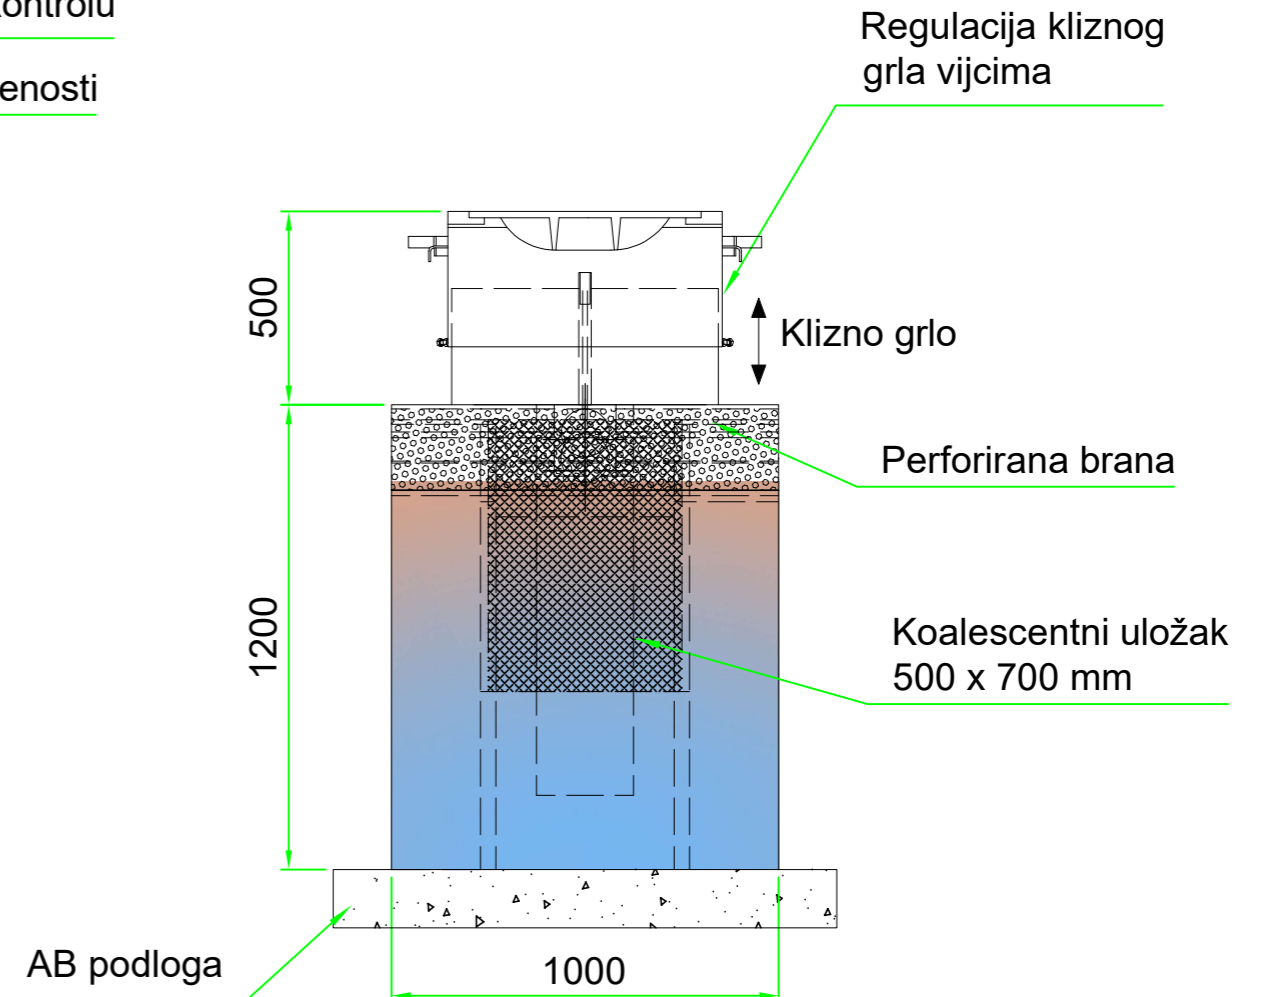 Regulacija kliznog
grla vijcima
500
Klizno grlo
Perforirana brana
1200
Koalescentni uložak
500 x 700 mm
AB podloga
1000